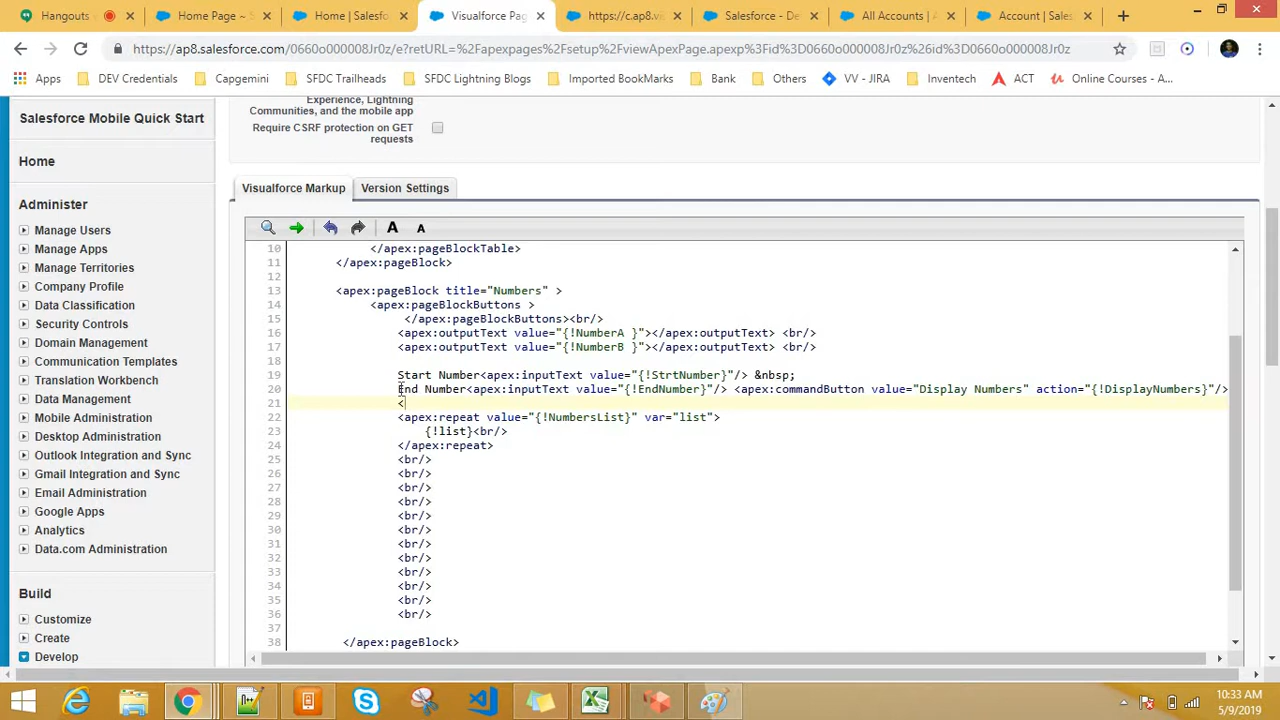 Hangouts
Home Page ~ S
Home | Salesfo
Visualforce Pag
https://c.ap8.vi
Salesforce - De
All Accounts | A
Account | Sales
https://ap8.salesforce.com/0660o000008Jr0z/e?retURL=%2Fapexpages%2Fsetup%2FviewApexPage.apexp%3Fid%3D0660o000008Jr0z%26id%3D0660o000008Jr0z
Apps
DEV Credentials
Capgemini
SFDC Trailheads
SFDC Lightning Blogs
Imported BookMarks
Bank
Others
VV - JIRA
Inventech
ACT
Online Courses - A...
Salesforce Mobile Quick Start
Home
Administer
Manage Users
Manage Apps
Manage Territories
Company Profile
Data Classification
Security Controls
Domain Management
Communication Templates
Data Management
Mobile Administration
Desktop Administration
Outlook Integration and Sync
Gmail Integration and Sync
Email Administration
Google Apps
Analytics
Data.com Administration
Build
Customize
Create
Develop
Experience, Lightning
Communities, and the mobile app
Require CSRF protection on GET
requests
Visualforce Markup
Version Settings
A A
10 </apex:pageBlockTable>
11 </apex:pageBlock>
12
13 <apex:pageBlock title="Numbers" >
14 <apex:pageBlockButtons >
15 </apex:pageBlockButtons><br/>
16 <apex:outputText value="{!NumberA }"></apex:outputText> <br/>
17 <apex:outputText value="{!NumberB }"></apex:outputText> <br/>
18
19 Start Number<apex:inputText value="{!StrtNumber}"/> &nbsp;
20 End Number<apex:inputText value="{!EndNumber}"/> <apex:commandButton value="Display Numbers" action="{!DisplayNumbers}"/>
21 <
22 <apex:repeat value="{!NumbersList}" var="list">
23 {!list}<br/>
24 </apex:repeat>
25 <br/>
26 <br/>
27 <br/>
28 <br/>
29 <br/>
30 <br/>
31 <br/>
32 <br/>
33 <br/>
34 <br/>
35 <br/>
36 <br/>
37
38 </apex:pageBlock>
10:33 AM
5/9/2019